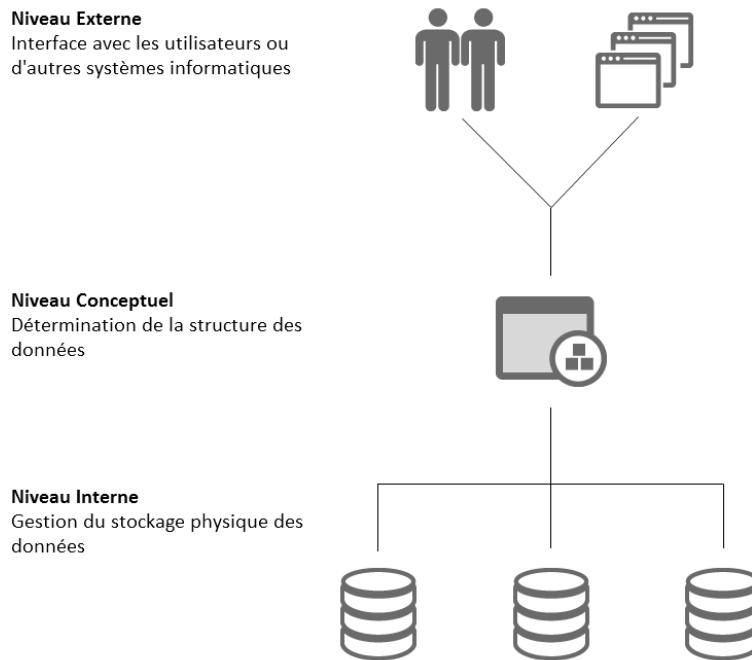 Niveau Externe
Interface avec les utilisateurs ou
d'autres systèmes informatiques
Niveau Conceptuel
Détermination de la structure des
données
Niveau Interne
Gestion du stockage physique des
données